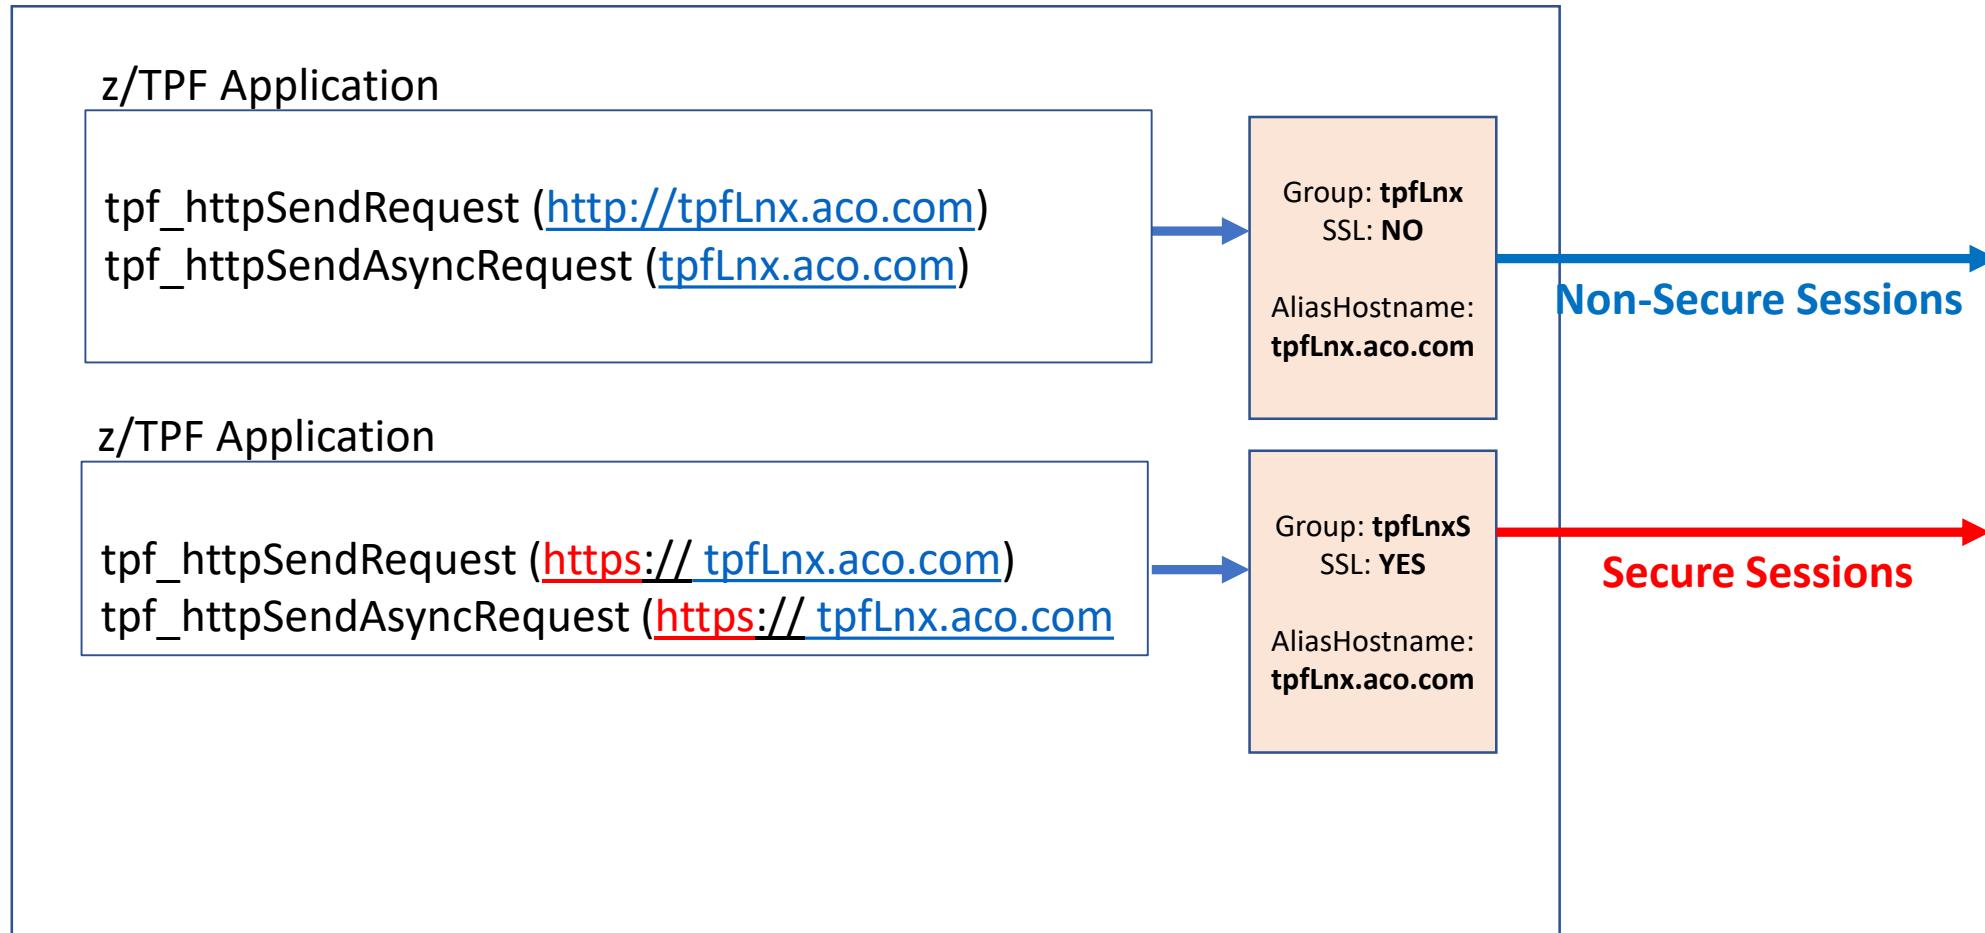 z/TPF Application
tpf_httpSendRequest (http://tpfLnx.aco.com)
tpf_httpSendAsyncRequest (tpfLnx.aco.com)
Group: tpfLnx
SSL: NO
AliasHostname:
tpfLnx.aco.com
Non-Secure Sessions
z/TPF Application
tpf_httpSendRequest (https:// tpfLnx.aco.com)
tpf_httpSendAsyncRequest (https:// tpfLnx.aco.com
Group: tpfLnxS
SSL: YES
AliasHostname:
tpfLnx.aco.com
Secure Sessions